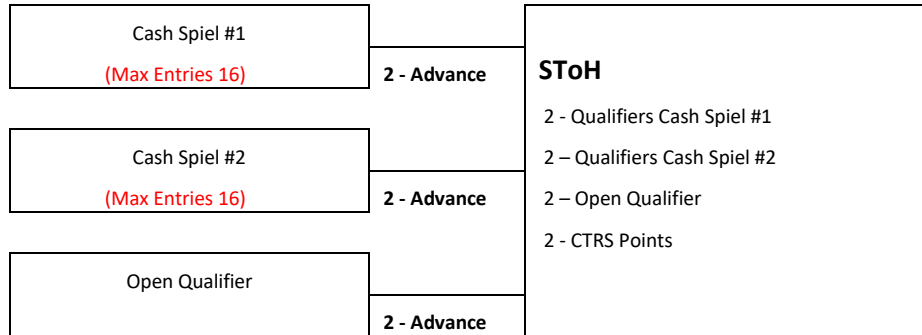 Cash Spiel #1
(Max Entries 16)
2 - Advance
Cash Spiel #2
(Max Entries 16)
2 - Advance
Open Qualifier
2 - Advance
SToH
2 - Qualifiers Cash Spiel #1
2 – Qualifiers Cash Spiel #2
2 – Open Qualifier
2 - CTRS Points